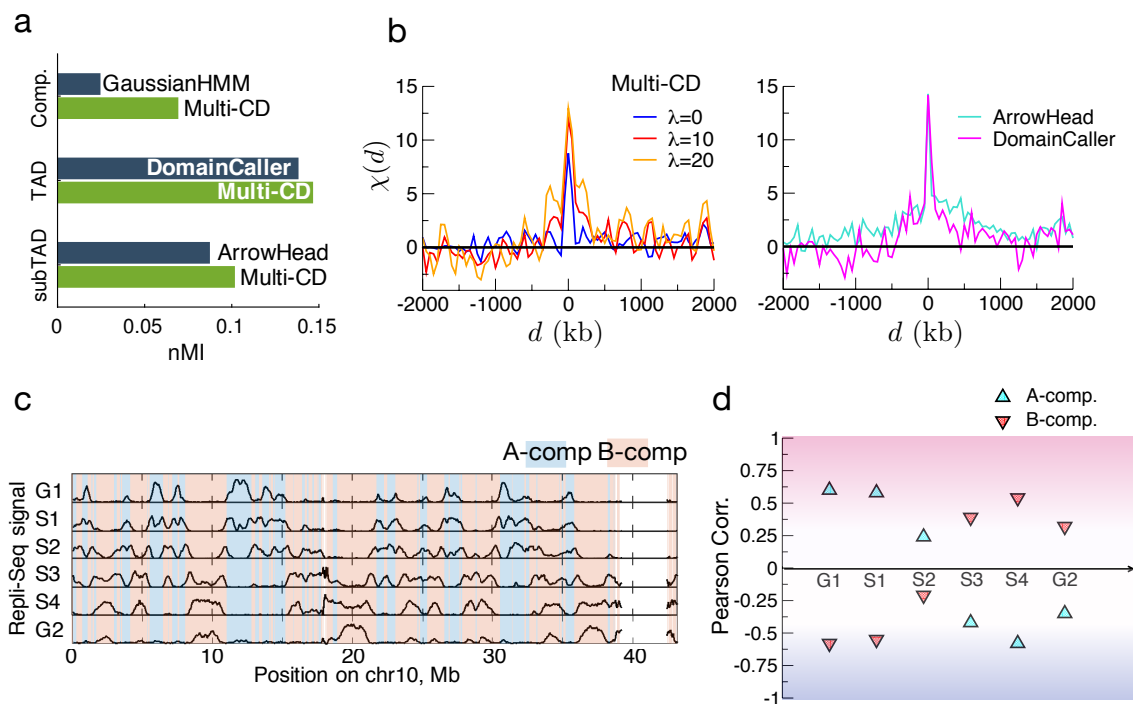 a
Comp.
GaussianHMM
Multi-CD
TAD
DomainCaller
Multi-CD
subTAD
ArrowHead
Multi-CD
0 0.05 0.1 0.15
nMI
b
Multi-CD
λ=0
λ=10
λ=20
χ(d)
15
10
5
0
-2000 -1000 0 1000 2000
d (kb)
ArrowHead
DomainCaller
15
10
5
0
-2000 -1000 0 1000 2000
d (kb)
c
A-comp B-comp
Repli-Seq signal
G1
S1
S2
S3
S4
G2
0 10 20 30 40
Position on chr10, Mb
d
A-comp.
B-comp.
Pearson Corr.
1
0.75
0.5
0.25
0
-0.25
-0.5
-0.75
-1
G1 S1 S2 S3 S4 G2